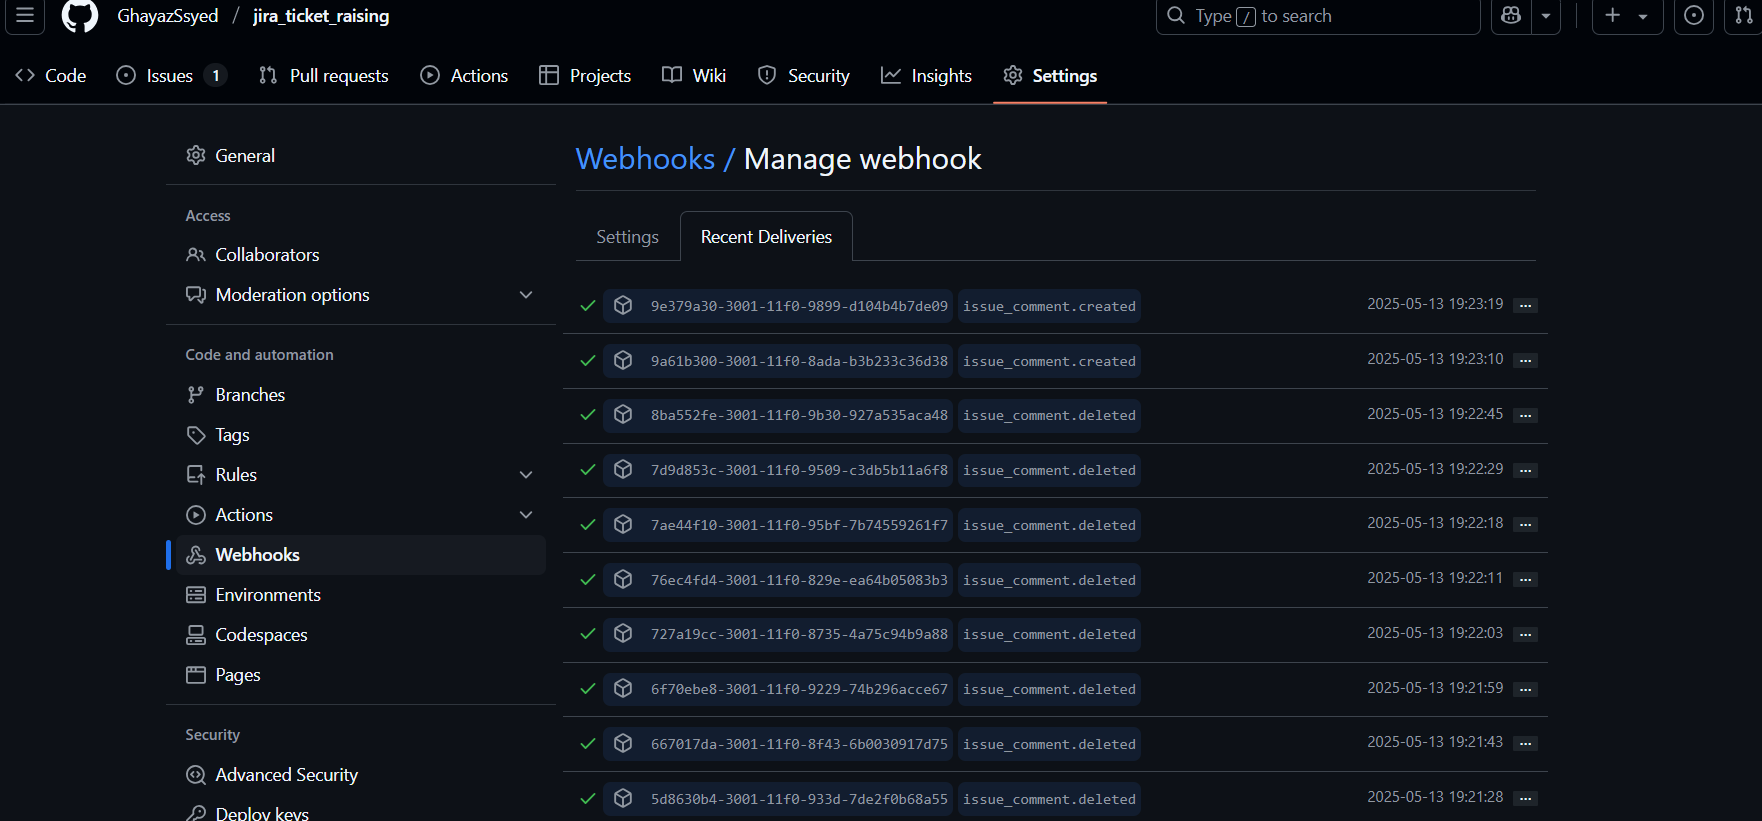 GhayazSsyed / jira_ticket_raising
Type / to search
Code
Issues 1
Pull requests
Actions
Projects
Wiki
Security
Insights
Settings
General
Access
Collaborators
Moderation options
Code and automation
Branches
Tags
Rules
Actions
Webhooks
Environments
Codespaces
Pages
Security
Advanced Security
Deploy keys
Webhooks / Manage webhook
Settings
Recent Deliveries
9e379a30-3001-11f0-9899-d104b4b7de09 issue_comment.created 2025-05-13 19:23:19 ...
9a61b300-3001-11f0-8ada-b3b233c36d38 issue_comment.created 2025-05-13 19:23:10 ...
8ba552fe-3001-11f0-9b30-927a535aca48 issue_comment.deleted 2025-05-13 19:22:45 ...
7d9d853c-3001-11f0-9509-c3db5b11a6f8 issue_comment.deleted 2025-05-13 19:22:29 ...
7ae44f10-3001-11f0-95bf-7b74559261f7 issue_comment.deleted 2025-05-13 19:22:18 ...
76ec4fd4-3001-11f0-829e-ea64b05083b3 issue_comment.deleted 2025-05-13 19:22:11 ...
727a19cc-3001-11f0-8735-4a75c94b9a88 issue_comment.deleted 2025-05-13 19:22:03 ...
6f70ebe8-3001-11f0-9229-74b296acce67 issue_comment.deleted 2025-05-13 19:21:59 ...
667017da-3001-11f0-8f43-6b0030917d75 issue_comment.deleted 2025-05-13 19:21:43 ...
5d8630b4-3001-11f0-933d-7de2f0b68a55 issue_comment.deleted 2025-05-13 19:21:28 ...